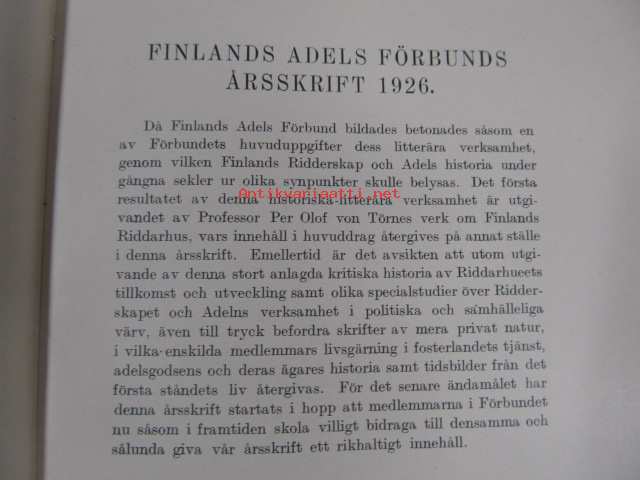 FINLANDS ADELS FÖRBUNDS
ÅRSSKRIFT 1926.
Då Finlands Adels Förbund bildades betonades såsom en
av Förbundets huvuduppgifter dess litterära verksamhet,
genom vilken Finlands Ridderskap och Adels historia under
gångna sekler ur olika synpunkter skulle belysas. Det första
Antikvariaatti.net
resultatet av denna historiska-litterära verksamhet är utgi-
vandet av Professor Per Olof von Törnes verk om Finlands
Riddarhus, vars innehåll i huvuddrag återgives på annat ställe
i denna årsskrift. Emellertid är det avsikten att utom utgi-
vande av denna stort anlagda kritiska historia av Riddarhusets
tillkomst och utveckling samt olika specialstudier över Ridder-
skapet och Adelns verksamhet i politiska och samhälleliga
värv, även till tryck befordra skrifter av mera privat natur,
i vilka enskilda medlemmars livsgärning i fosterlandets tjänst,
adelsgodsens och deras ägares historia samt tidsbilder från det
första ståndets liv återgivas. För det senare ändamålet har
denna årsskrift startats i hopp att medlemmarna i Förbundet
nu såsom i framtiden skola villigt bidraga till densamma och
sålunda giva vår årsskrift ett rikhaltigt innehåll.